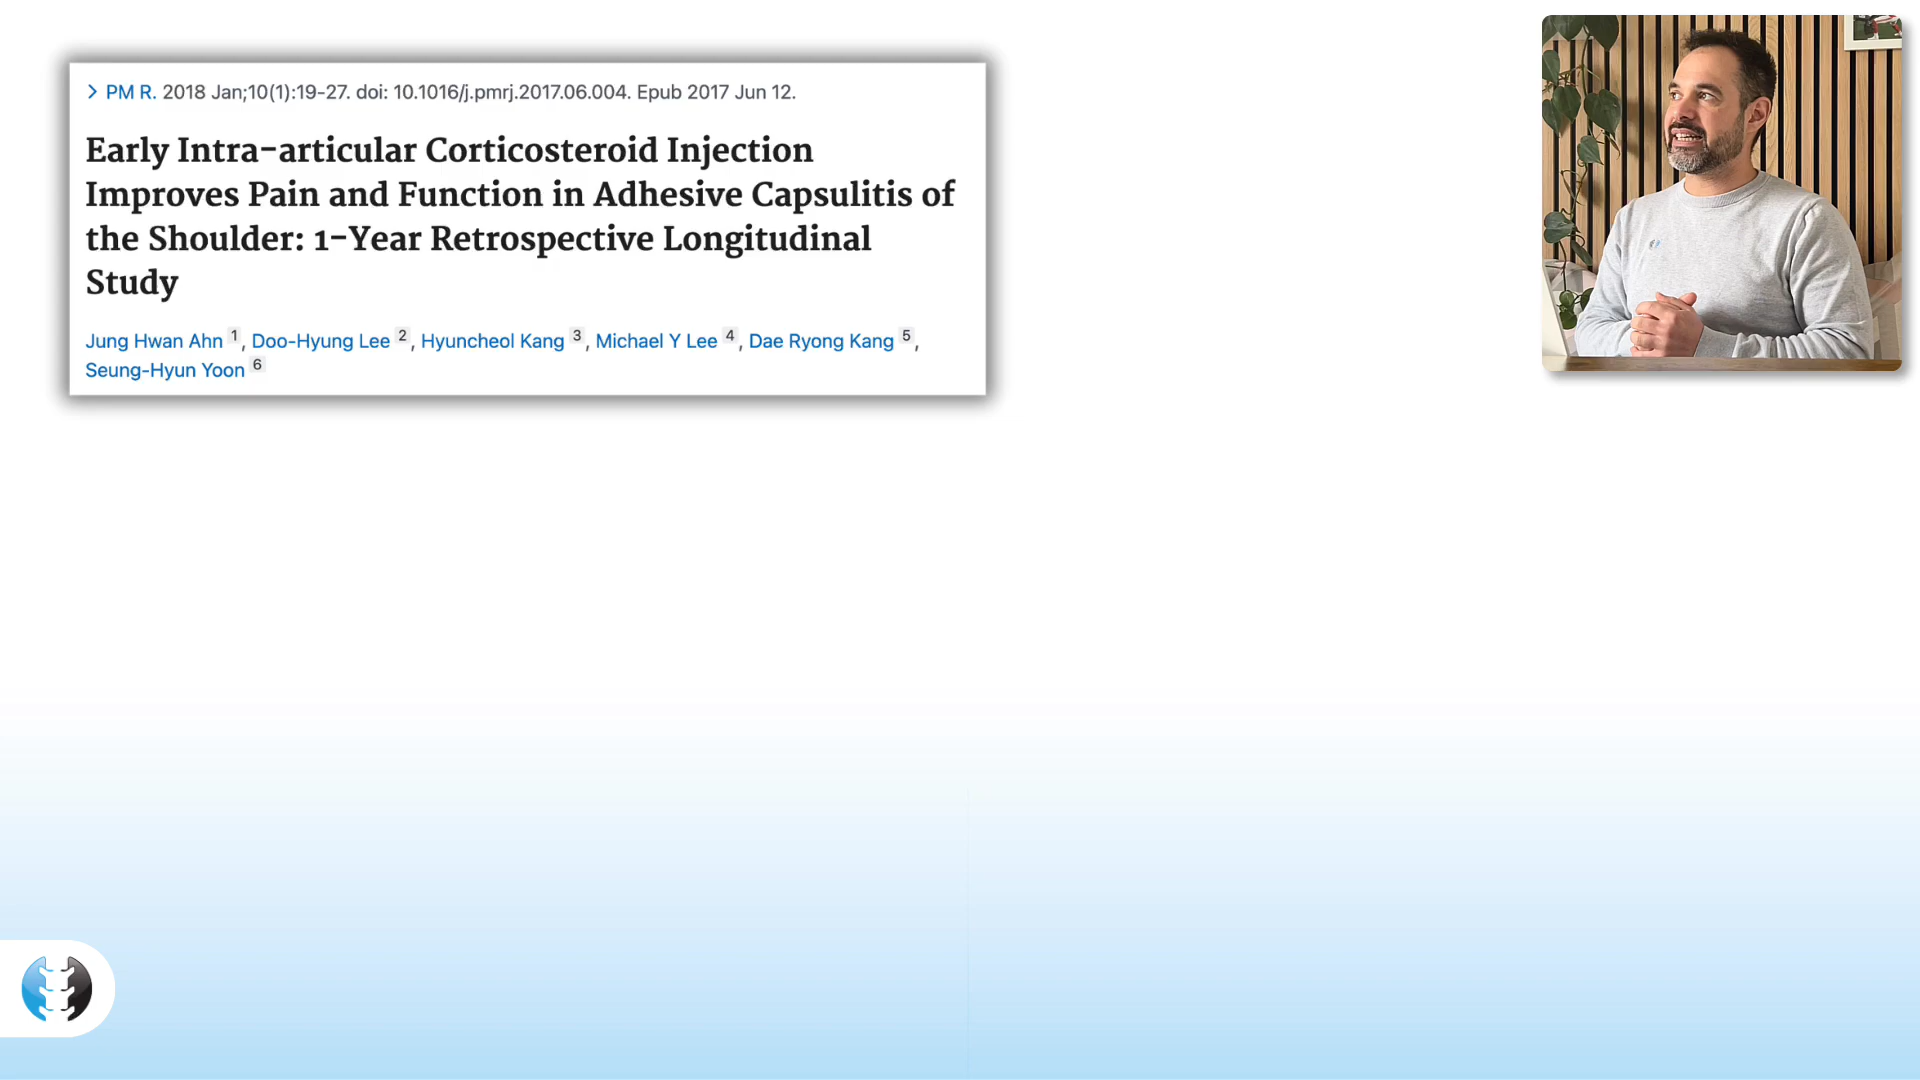 > PM R. 2018 Jan;10(1):19-27. doi: 10.1016/j.pmrj.2017.06.004. Epub 2017 Jun 12.
Early Intra-articular Corticosteroid Injection
Improves Pain and Function in Adhesive Capsulitis of
the Shoulder: 1-Year Retrospective Longitudinal
Study
Jung Hwan Ahn 1, Doo-Hyung Lee 2, Hyuncheol Kang 3, Michael Y Lee 4, Dae Ryong Kang 5,
Seung-Hyun Yoon 6